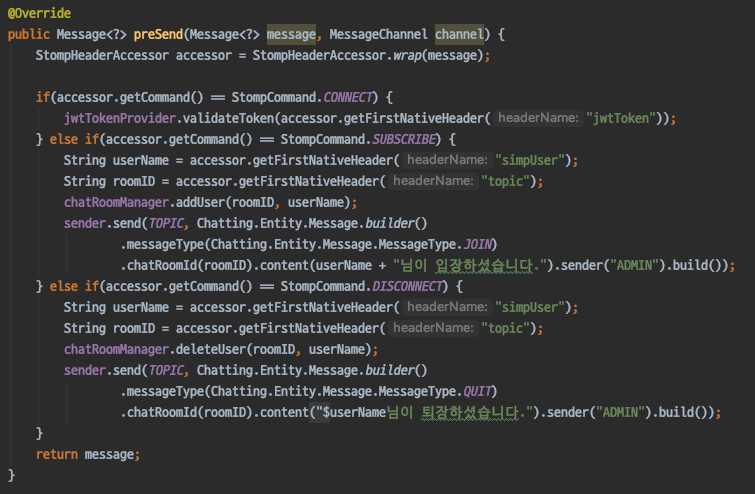 @Override
public Message<?> preSend(Message<?> message, MessageChannel channel) {
    StompHeaderAccessor accessor = StompHeaderAccessor.wrap(message);

    if(accessor.getCommand() == StompCommand.CONNECT) {
        jwtTokenProvider.validateToken(accessor.getFirstNativeHeader( headerName: "jwtToken"));
    } else if(accessor.getCommand() == StompCommand.SUBSCRIBE) {
        String userName = accessor.getFirstNativeHeader( headerName: "simpUser");
        String roomID = accessor.getFirstNativeHeader( headerName: "topic");
        chatRoomManager.addUser(roomID, userName);
        sender.send(TOPIC, Chatting.Entity.Message.builder()
                .messageType(Chatting.Entity.Message.MessageType.JOIN)
                .chatRoomId(roomID).content(userName + "님이 입장하셨습니다.").sender("ADMIN").build());
    } else if(accessor.getCommand() == StompCommand.DISCONNECT) {
        String userName = accessor.getFirstNativeHeader( headerName: "simpUser");
        String roomID = accessor.getFirstNativeHeader( headerName: "topic");
        chatRoomManager.deleteUser(roomID, userName);
        sender.send(TOPIC, Chatting.Entity.Message.builder()
                .messageType(Chatting.Entity.Message.MessageType.QUIT)
                .chatRoomId(roomID).content("$userName님이 퇴장하셨습니다.").sender("ADMIN").build());
    }
    return message;
}